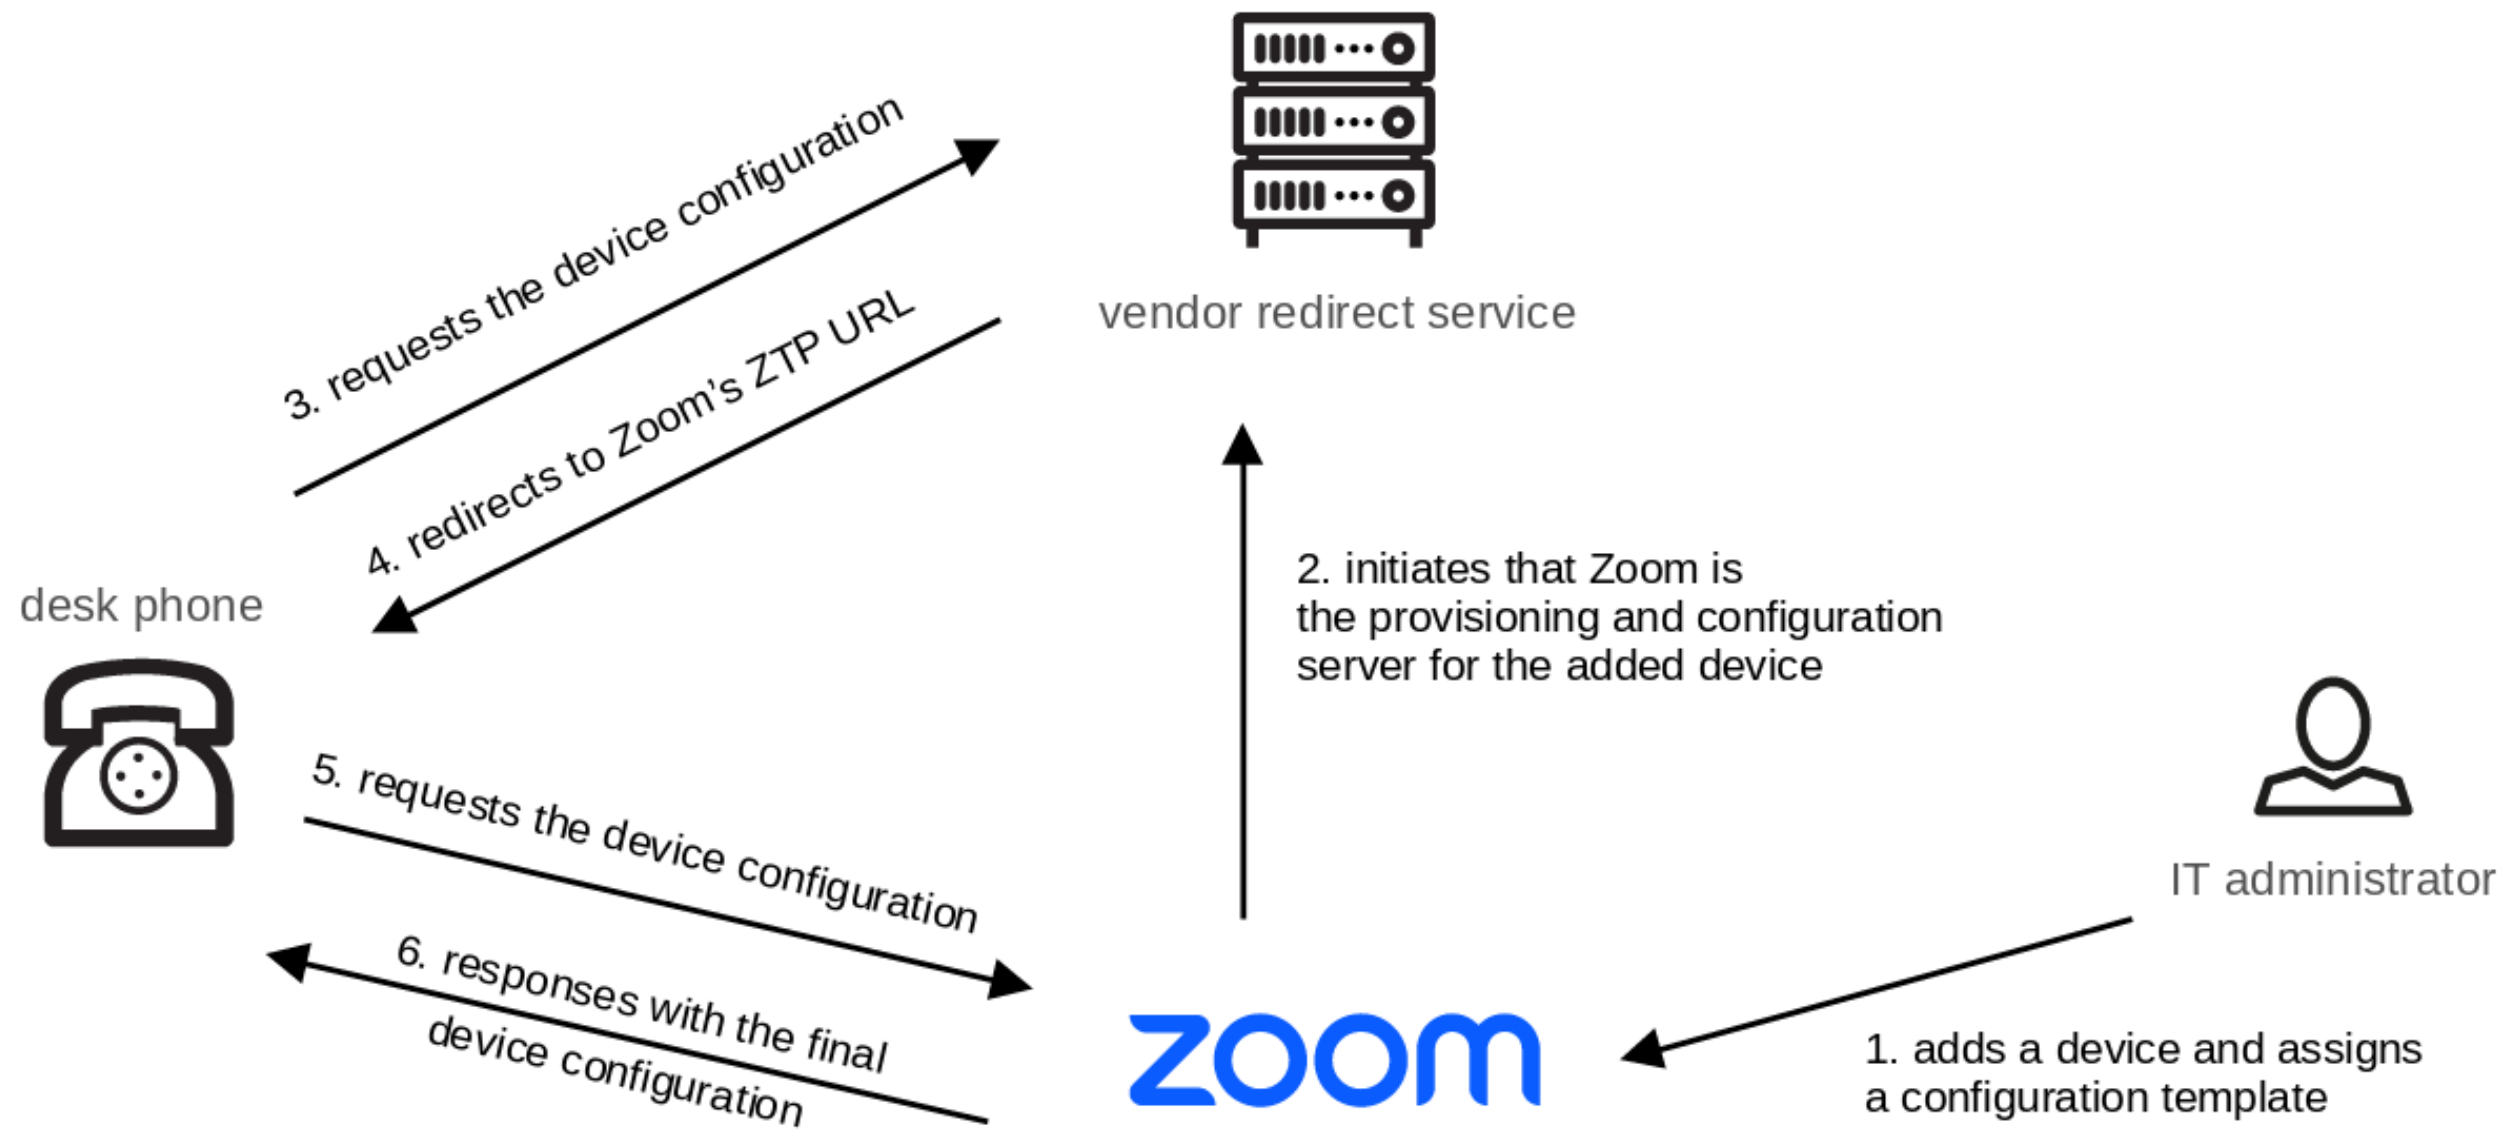 vendor redirect service
3. requests the device configuration
4. redirects to Zoom’s ZTP URL
desk phone
2. initiates that Zoom is
the provisioning and configuration
server for the added device
5. requests the device configuration
6. responses with the final
device configuration
IT administrator
zoom
1. adds a device and assigns
a configuration template